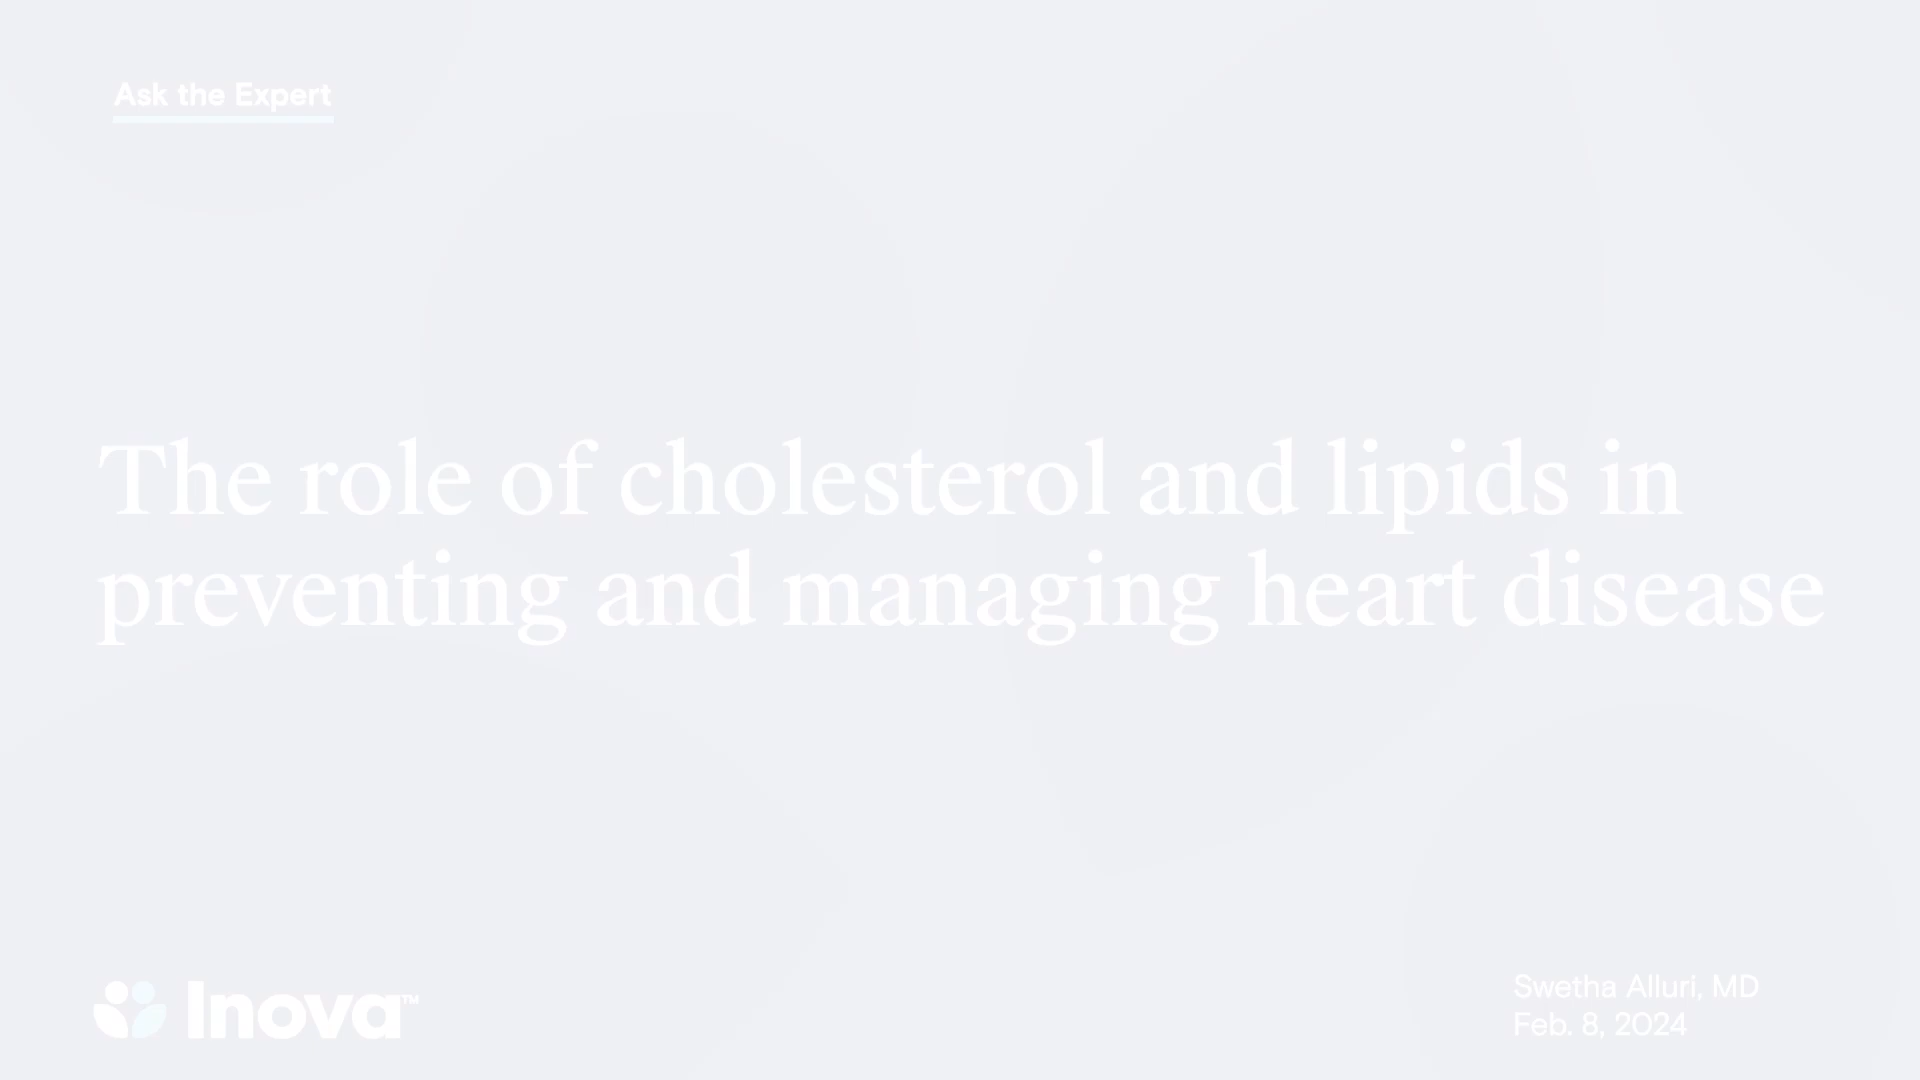 Ask the Expert
The role of cholesterol and lipids in
preventing and managing heart disease
Inova™
Swetha Alluri, MD
Feb. 8, 2024